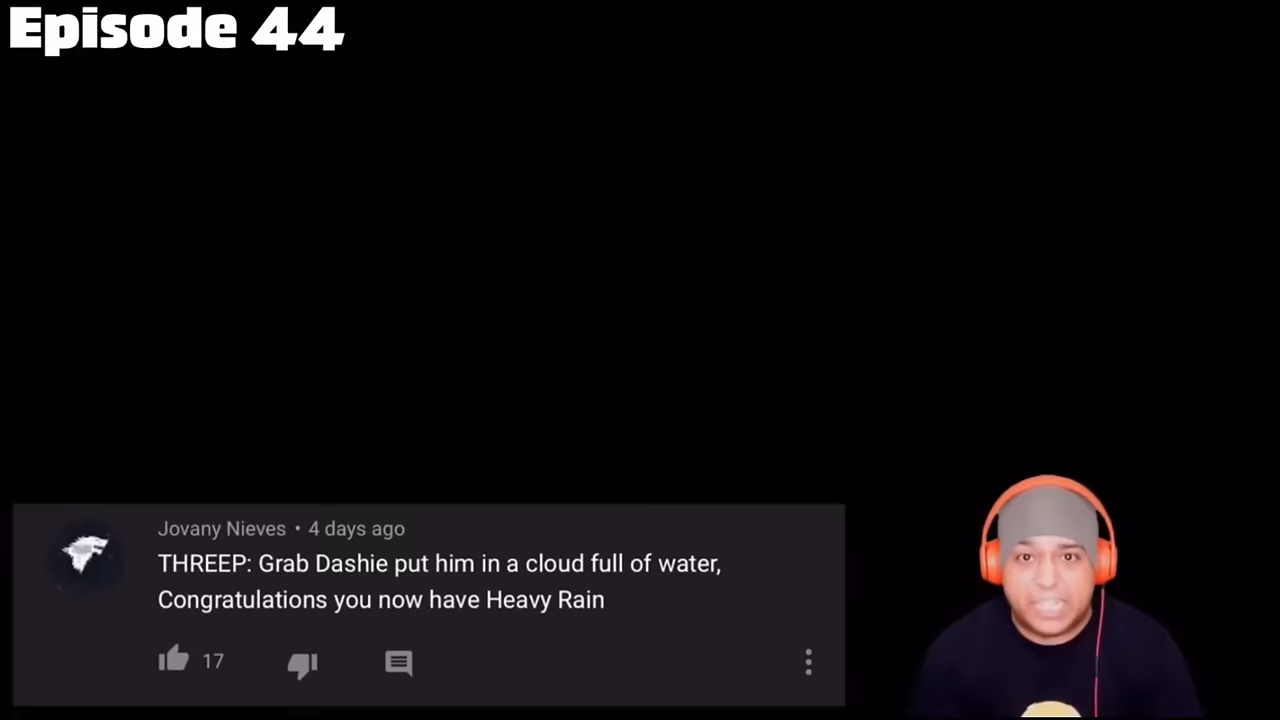 Episode 44
Jovany Nieves • 4 days ago
THREEP: Grab Dashie put him in a cloud full of water,
Congratulations you now have Heavy Rain
17